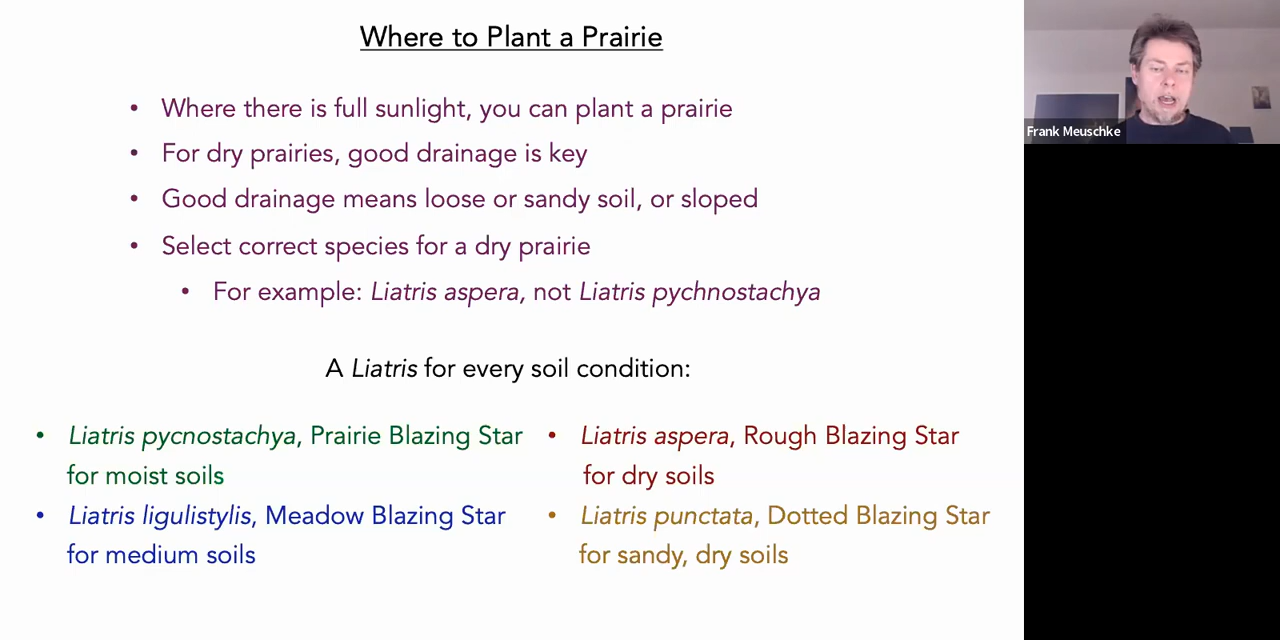 Where to Plant a Prairie
• Where there is full sunlight, you can plant a prairie
• For dry prairies, good drainage is key
• Good drainage means loose or sandy soil, or sloped
• Select correct species for a dry prairie
• For example: Liatris aspera, not Liatris pychnostachya
A Liatris for every soil condition:
• Liatris pycnostachya, Prairie Blazing Star
for moist soils
• Liatris ligulistylis, Meadow Blazing Star
for medium soils
• Liatris aspera, Rough Blazing Star
for dry soils
• Liatris punctata, Dotted Blazing Star
for sandy, dry soils
Frank Meuschke